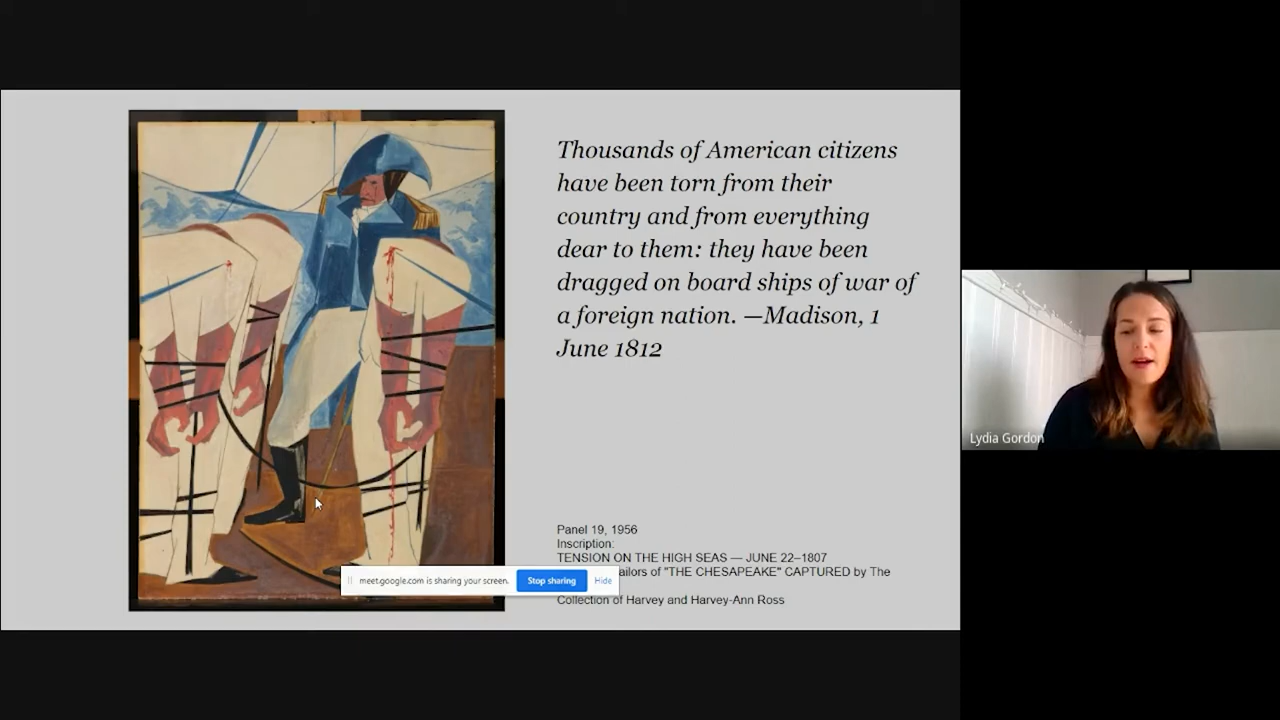 Thousands of American citizens
have been torn from their
country and from everything
dear to them: they have been
dragged on board ships of war of
a foreign nation. —Madison, 1
June 1812
Panel 19, 1956
Inscription:
TENSION ON THE HIGH SEAS — JUNE 22–1807
ailors of "THE CHESAPEAKE" CAPTURED by The
meet.google.com is sharing your screen. Stop sharing Hide
Collection of Harvey and Harvey-Ann Ross
Lydia Gordon